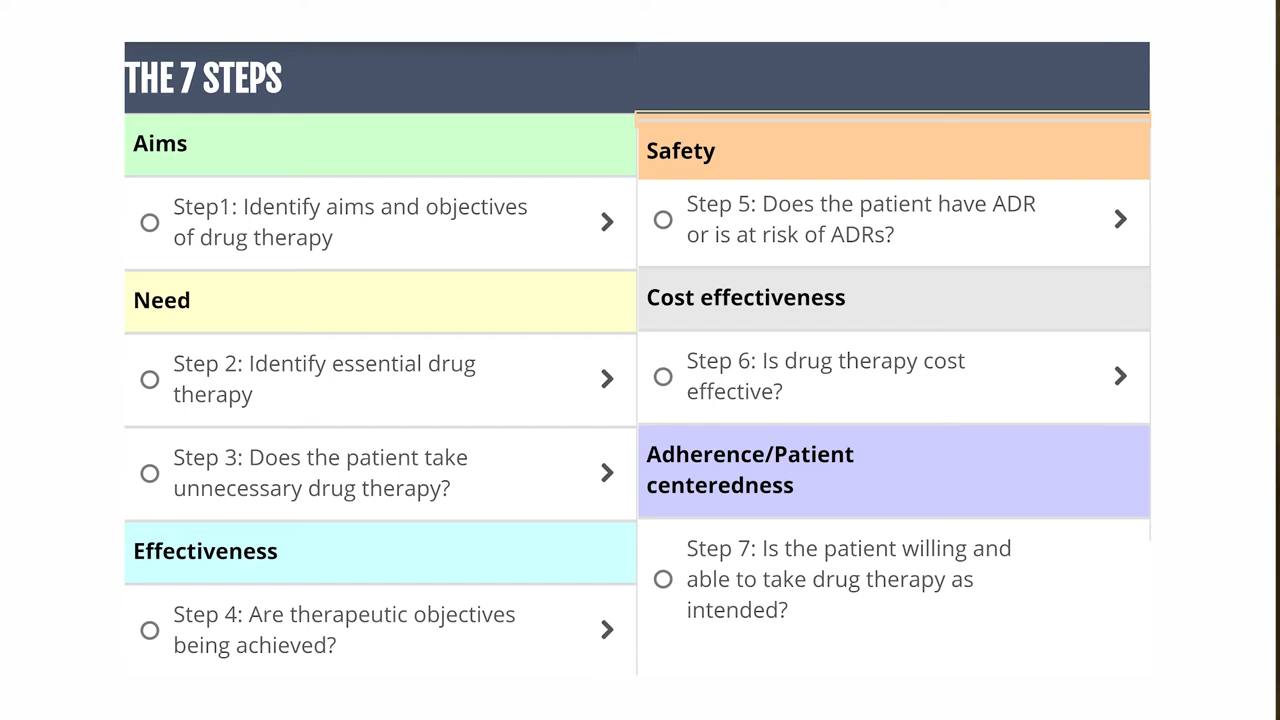 THE 7 STEPS
Aims
Step1: Identify aims and objectives
of drug therapy
Need
Step 2: Identify essential drug
therapy
Step 3: Does the patient take
unnecessary drug therapy?
Effectiveness
Step 4: Are therapeutic objectives
being achieved?
Safety
Step 5: Does the patient have ADR
or is at risk of ADRs?
Cost effectiveness
Step 6: Is drug therapy cost
effective?
Adherence/Patient
centeredness
Step 7: Is the patient willing and
able to take drug therapy as
intended?